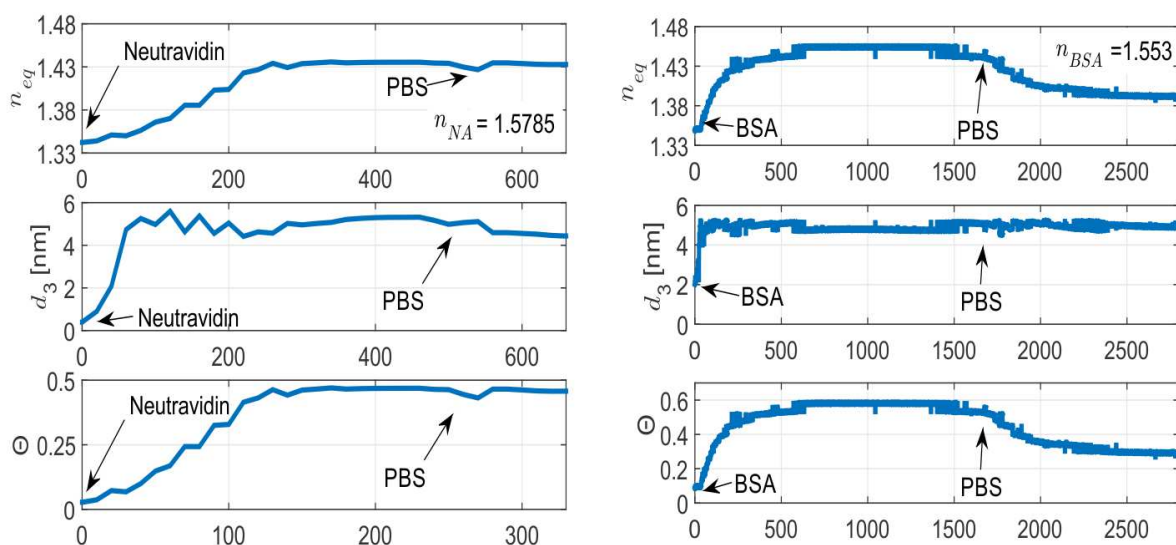 1.48
1.43
1.38
1.33
n_eq
Neutravidin
PBS
n_NA = 1.5785
0 200 400 600
6
4
2
0
d_3 [nm]
Neutravidin
PBS
0 200 400 600
0.5
0.25
0
Θ
Neutravidin
PBS
0 100 200 300
1.48
1.43
1.38
1.33
n_eq
n_BSA =1.553
BSA
PBS
0 500 1000 1500 2000 2500
6
4
2
0
d_3 [nm]
BSA
PBS
0 500 1000 1500 2000 2500
0.6
0.4
0.2
0
Θ
BSA
PBS
0 500 1000 1500 2000 2500